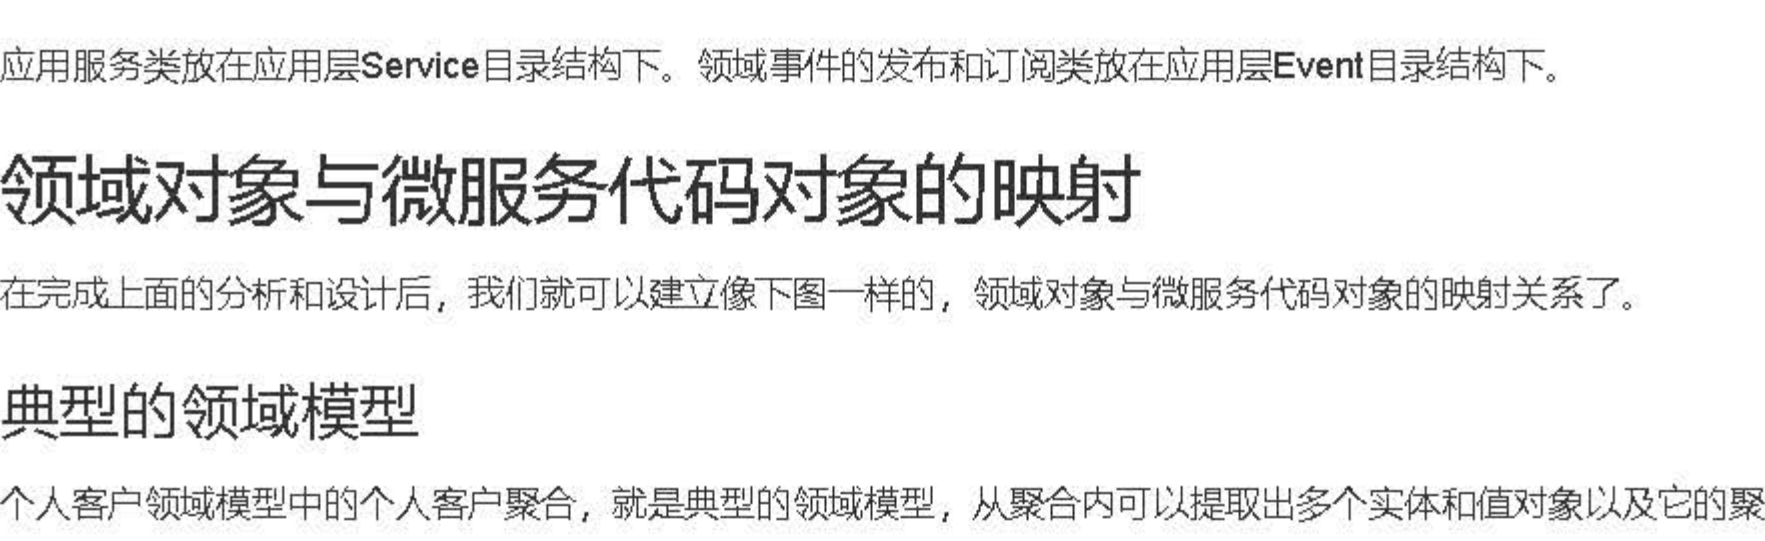 应用服务类放在应用层Service目录结构下。领域事件的发布和订阅类放在应用层Event目录结构下。
领域对象与微服务代码对象的映射
在完成上面的分析和设计后，我们就可以建立像下图一样的，领域对象与微服务代码对象的映射关系了。
典型的领域模型
个人客户领域模型中的个人客户聚合，就是典型的领域模型，从聚合内可以提取出多个实体和值对象以及它的聚